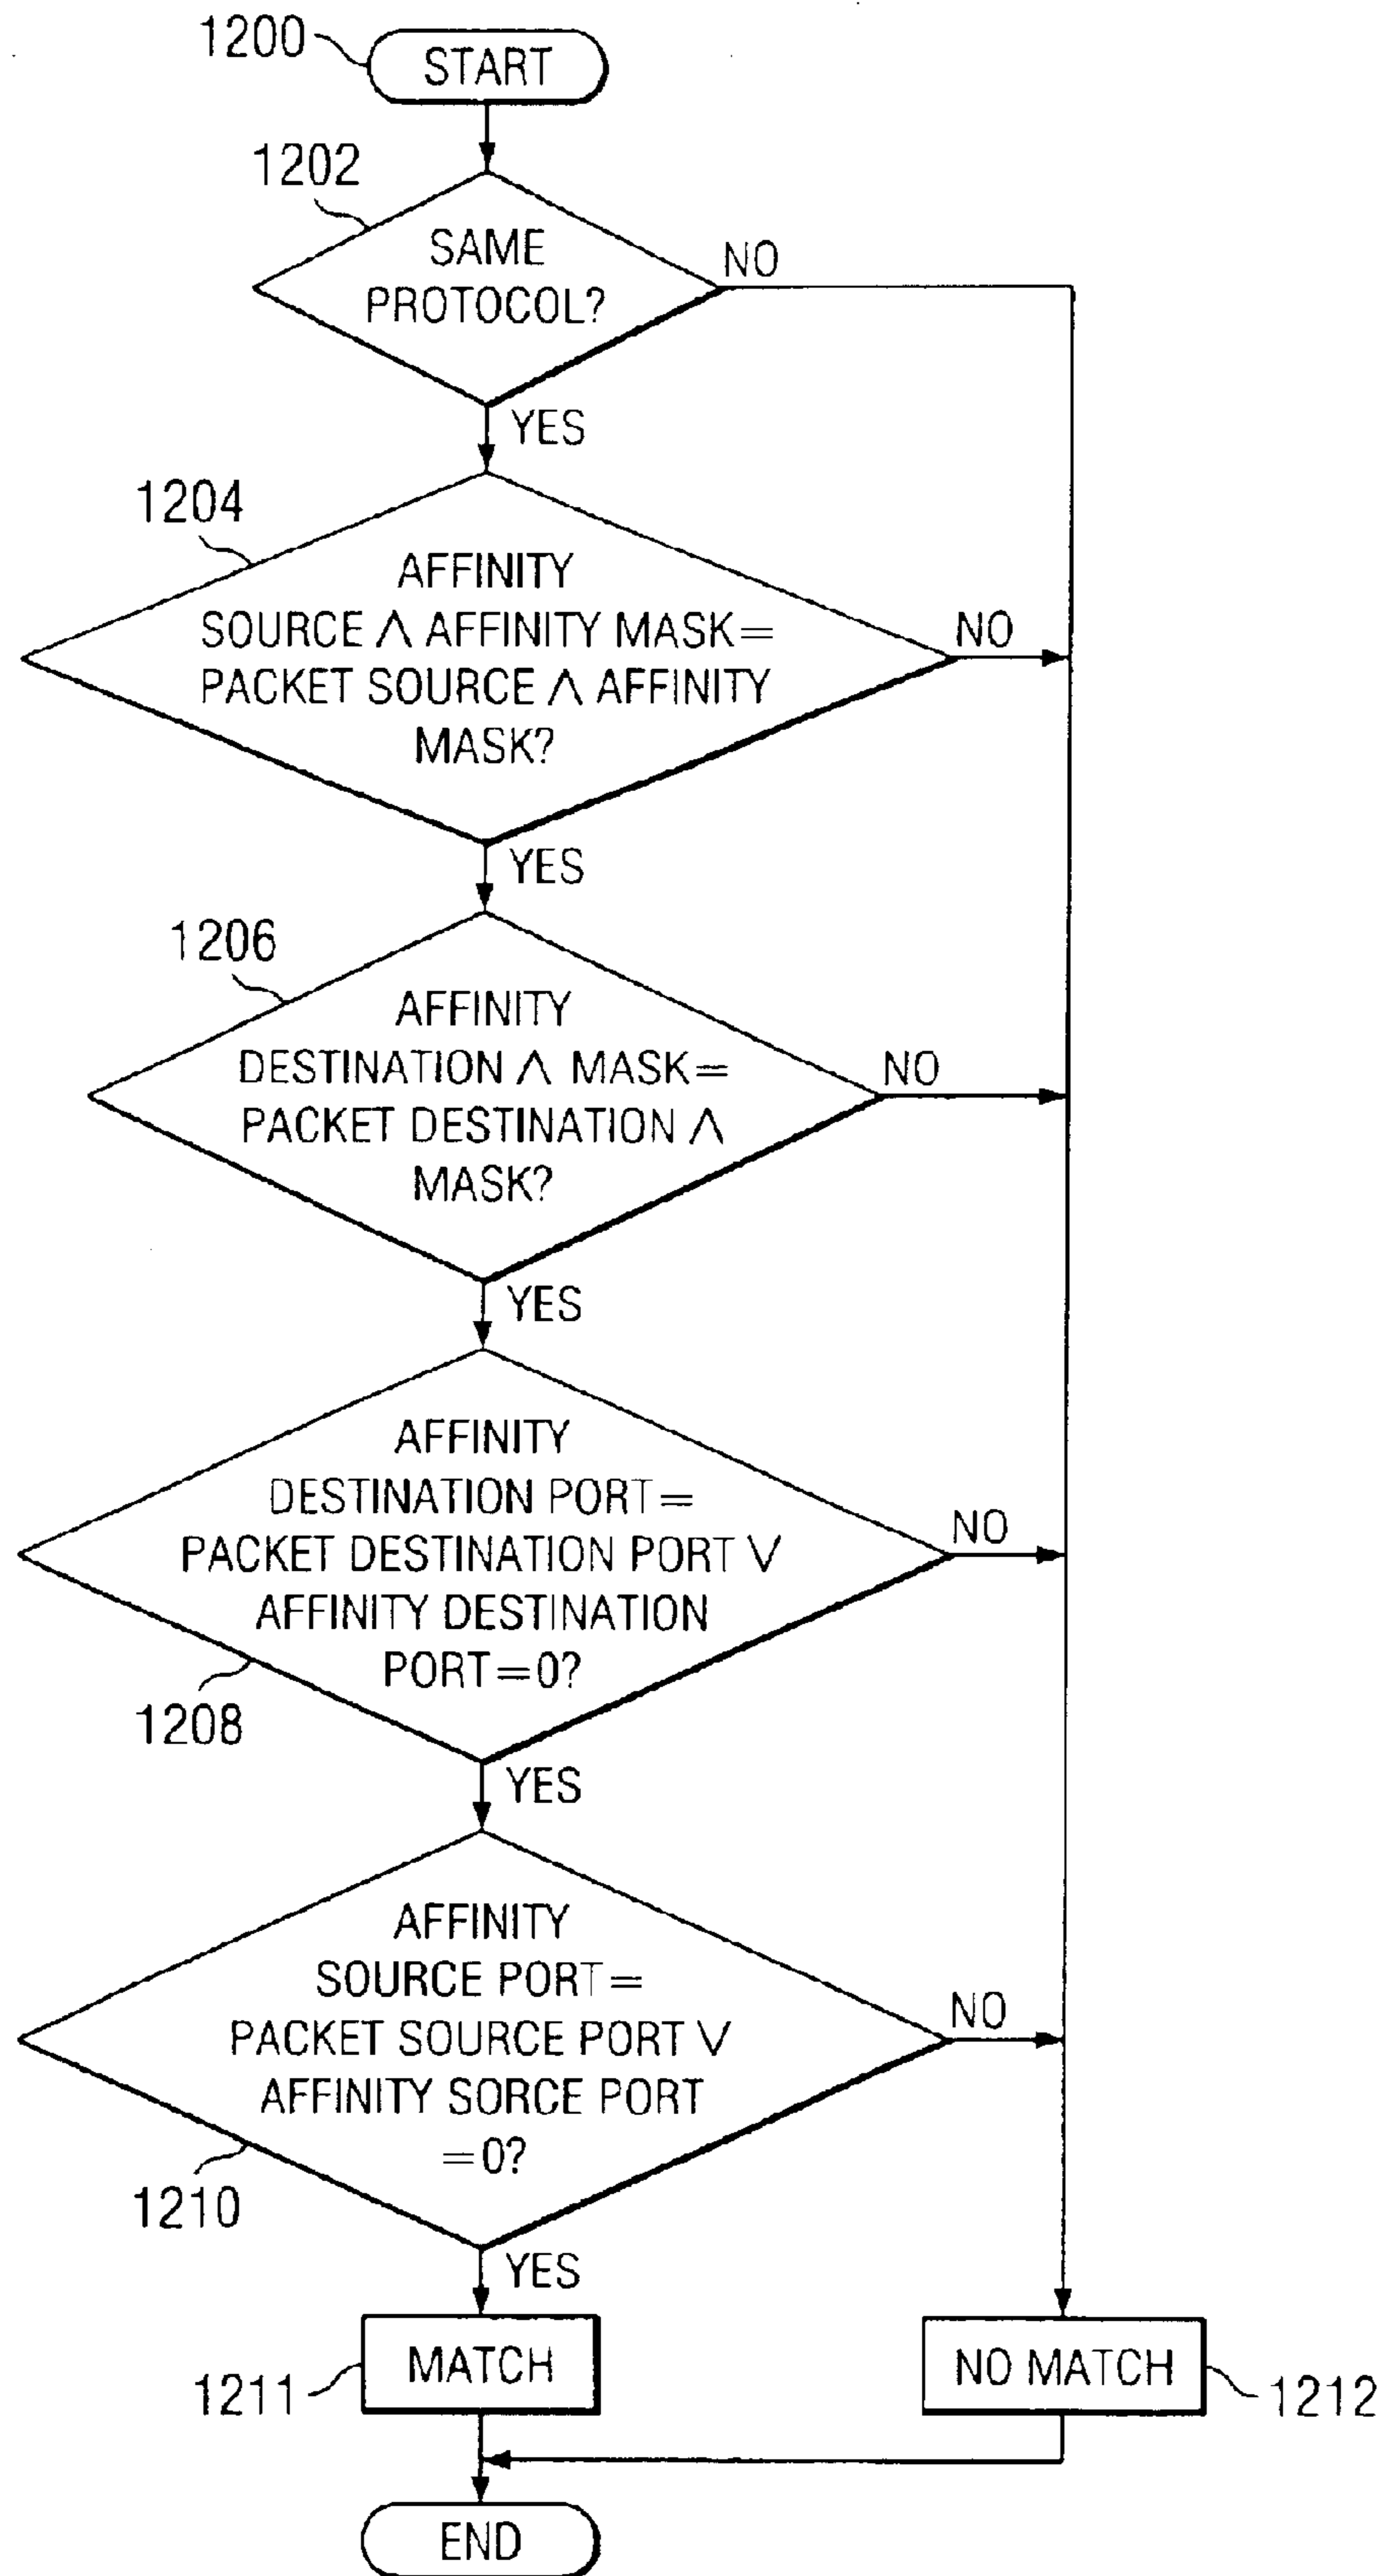 1200
START
1202
SAME
PROTOCOL?
NO
YES
1204
AFFINITY
SOURCE ∧ AFFINITY MASK=
PACKET SOURCE ∧ AFFINITY
MASK?
NO
YES
1206
AFFINITY
DESTINATION ∧ MASK=
PACKET DESTINATION ∧
MASK?
NO
YES
AFFINITY
DESTINATION PORT=
PACKET DESTINATION PORT ∨
AFFINITY DESTINATION
PORT=0?
NO
1208
YES
AFFINITY
SOURCE PORT=
PACKET SOURCE PORT ∨
AFFINITY SORCE PORT
=0?
NO
1210
YES
MATCH
1211
NO MATCH
1212
END